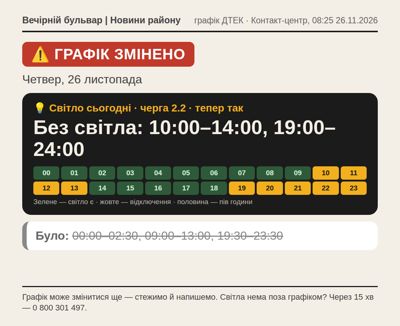 Вечірній бульвар | Новини району
графік ДТЕК · Контакт-центр, 08:25 26.11.2026
⚠️ ГРАФІК ЗМІНЕНО
Четвер, 26 листопада
💡 Світло сьогодні · черга 2.2 · тепер так
Без світла: 10:00–14:00, 19:00–
24:00
00 01 02 03 04 05 06 07 08 09 10 11
12 13 14 15 16 17 18 19 20 21 22 23
Зелене — світло є · жовте — відключення · половина — пів години
Було: 00:00–02:30, 09:00–13:00, 19:30–23:30
Графік може змінитися ще — стежимо й напишемо. Світла нема поза графіком? Через 15 хв
— 0 800 301 497.